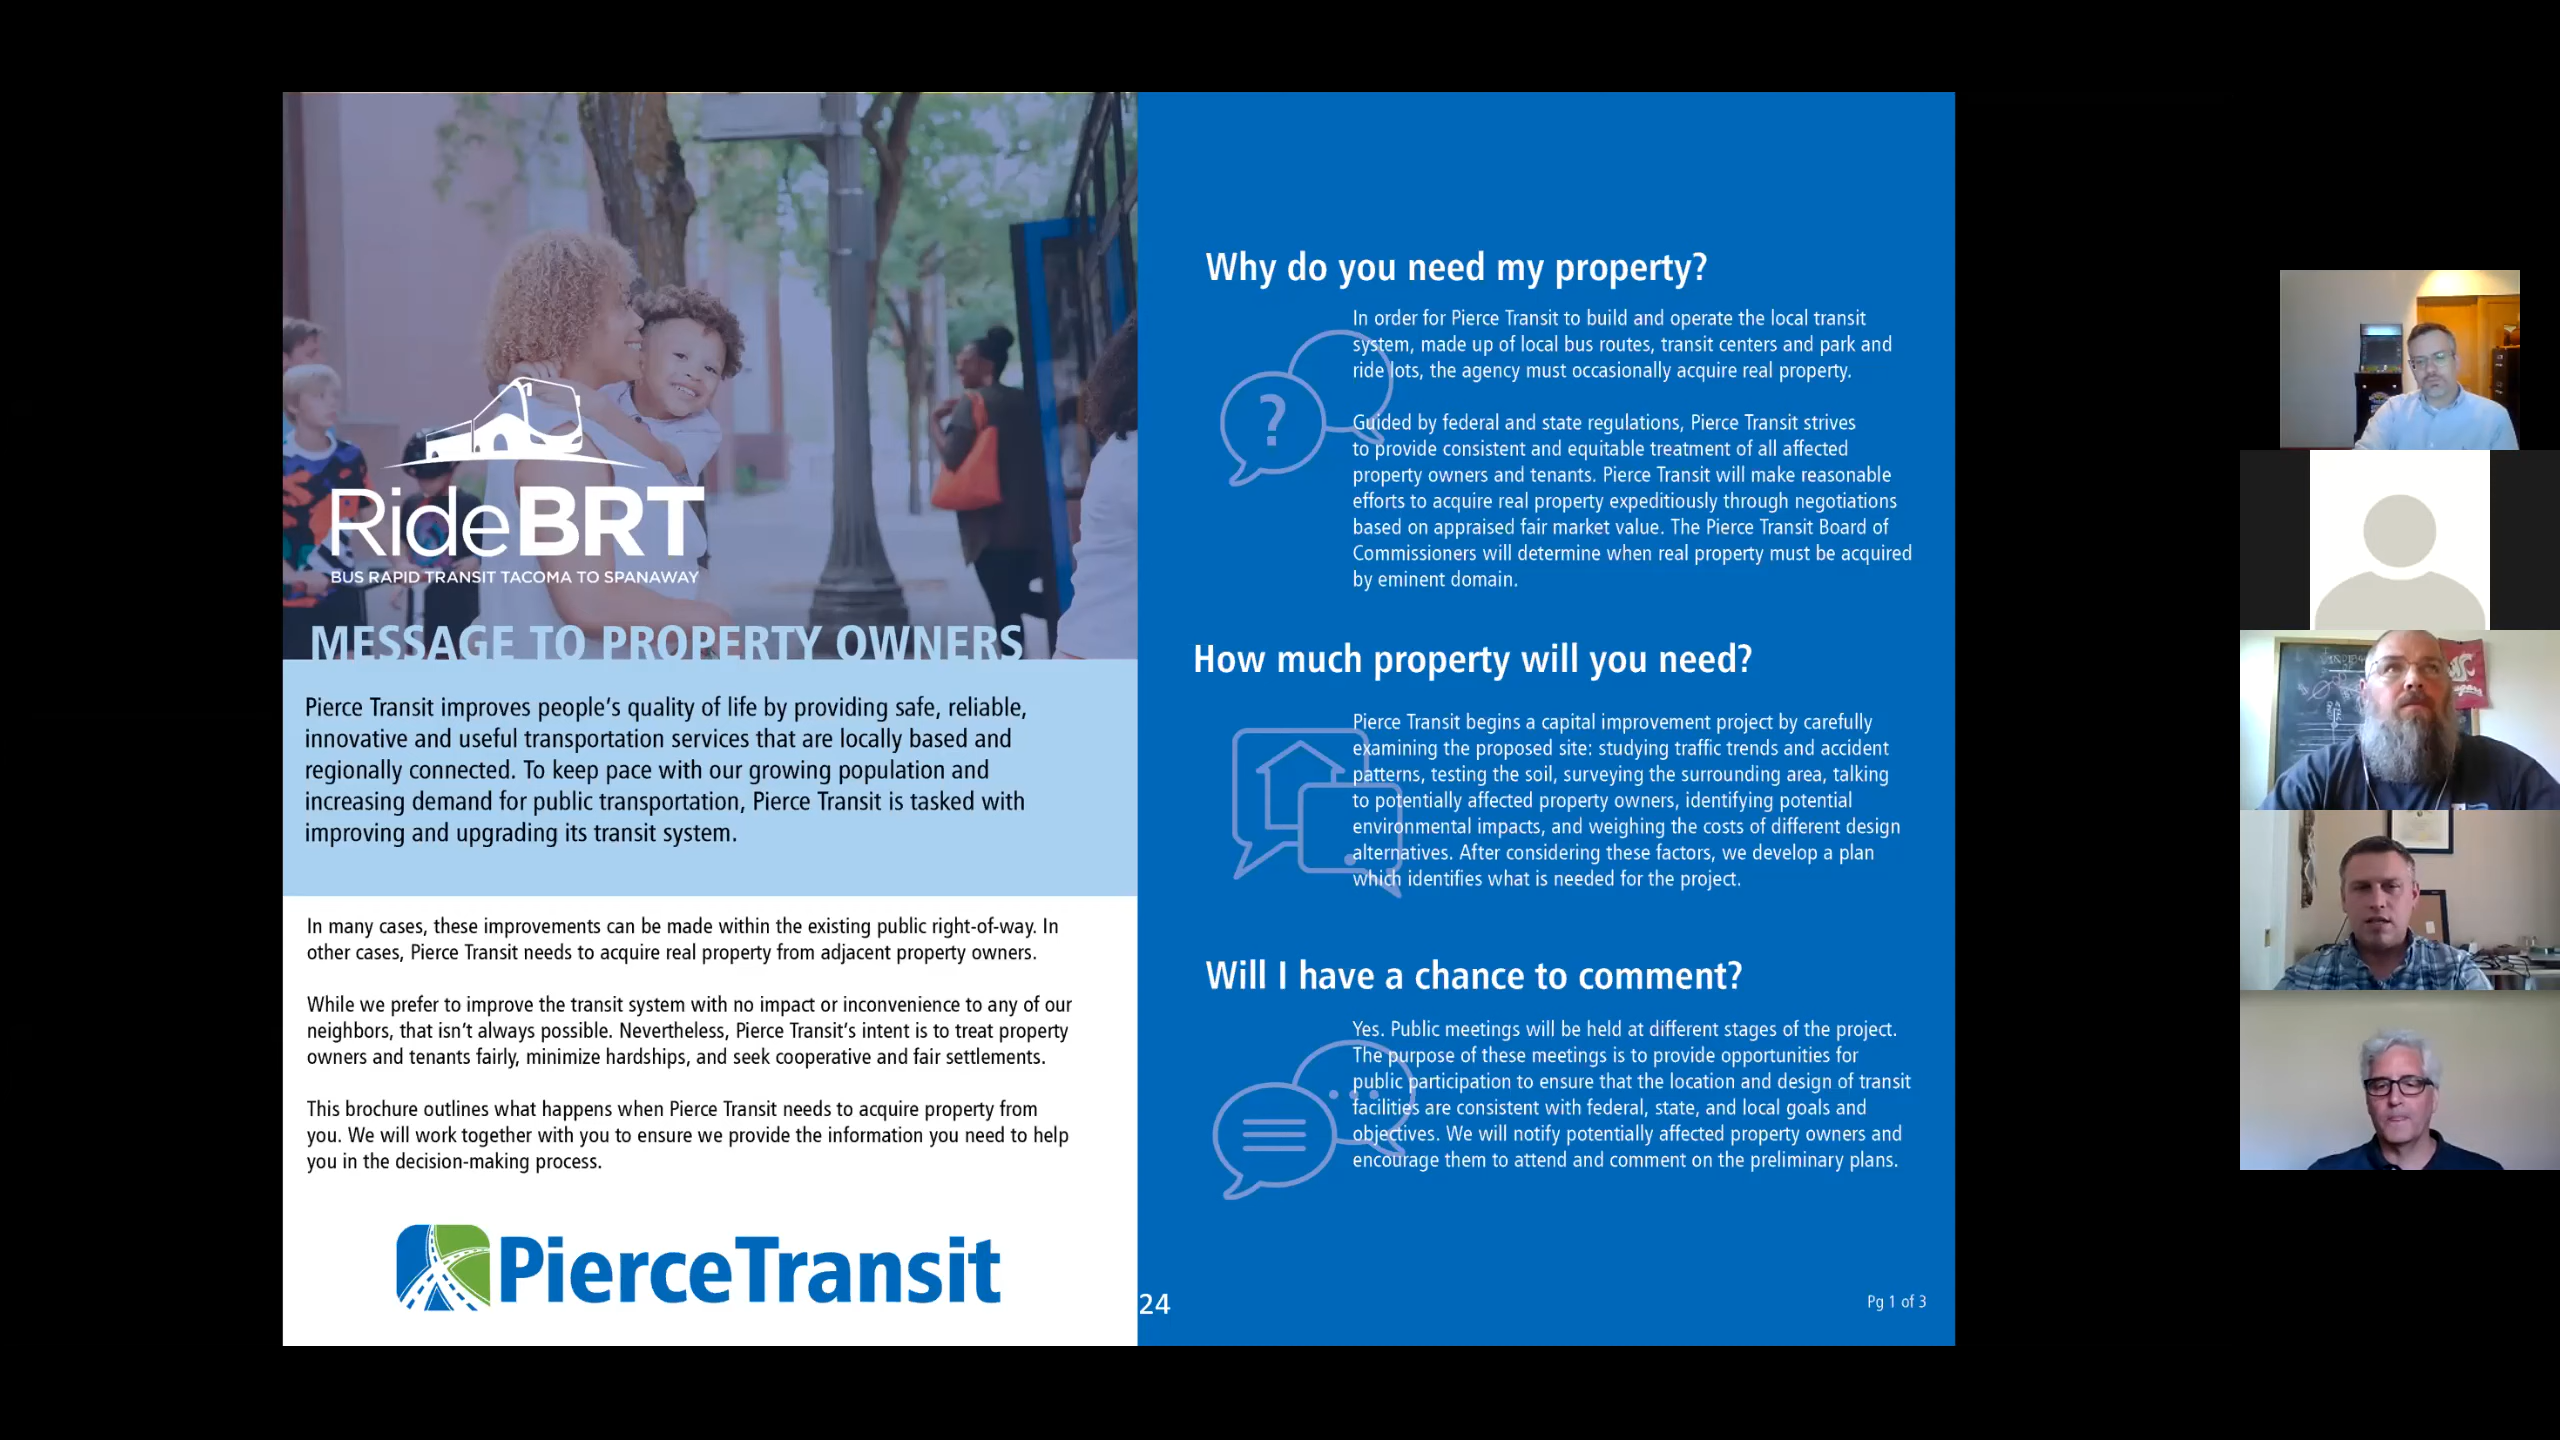 RideBRT
BUS RAPID TRANSIT TACOMA TO SPANAWAY
MESSAGE TO PROPERTY OWNERS
Pierce Transit improves people's quality of life by providing safe, reliable,
innovative and useful transportation services that are locally based and
regionally connected. To keep pace with our growing population and
increasing demand for public transportation, Pierce Transit is tasked with
improving and upgrading its transit system.
In many cases, these improvements can be made within the existing public right-of-way. In
other cases, Pierce Transit needs to acquire real property from adjacent property owners.
While we prefer to improve the transit system with no impact or inconvenience to any of our
neighbors, that isn't always possible. Nevertheless, Pierce Transit's intent is to treat property
owners and tenants fairly, minimize hardships, and seek cooperative and fair settlements.
This brochure outlines what happens when Pierce Transit needs to acquire property from
you. We will work together with you to ensure we provide the information you need to help
you in the decision-making process.
PierceTransit
Why do you need my property?
In order for Pierce Transit to build and operate the local transit
system, made up of local bus routes, transit centers and park and
ride lots, the agency must occasionally acquire real property.
?
Guided by federal and state regulations, Pierce Transit strives
to provide consistent and equitable treatment of all affected
property owners and tenants. Pierce Transit will make reasonable
efforts to acquire real property expeditiously through negotiations
based on appraised fair market value. The Pierce Transit Board of
Commissioners will determine when real property must be acquired
by eminent domain.
How much property will you need?
Pierce Transit begins a capital improvement project by carefully
examining the proposed site: studying traffic trends and accident
patterns, testing the soil, surveying the surrounding area, talking
to potentially affected property owners, identifying potential
environmental impacts, and weighing the costs of different design
alternatives. After considering these factors, we develop a plan
which identifies what is needed for the project.
Will I have a chance to comment?
Yes. Public meetings will be held at different stages of the project.
The purpose of these meetings is to provide opportunities for
public participation to ensure that the location and design of transit
facilities are consistent with federal, state, and local goals and
objectives. We will notify potentially affected property owners and
encourage them to attend and comment on the preliminary plans.
24
Pg 1 of 3